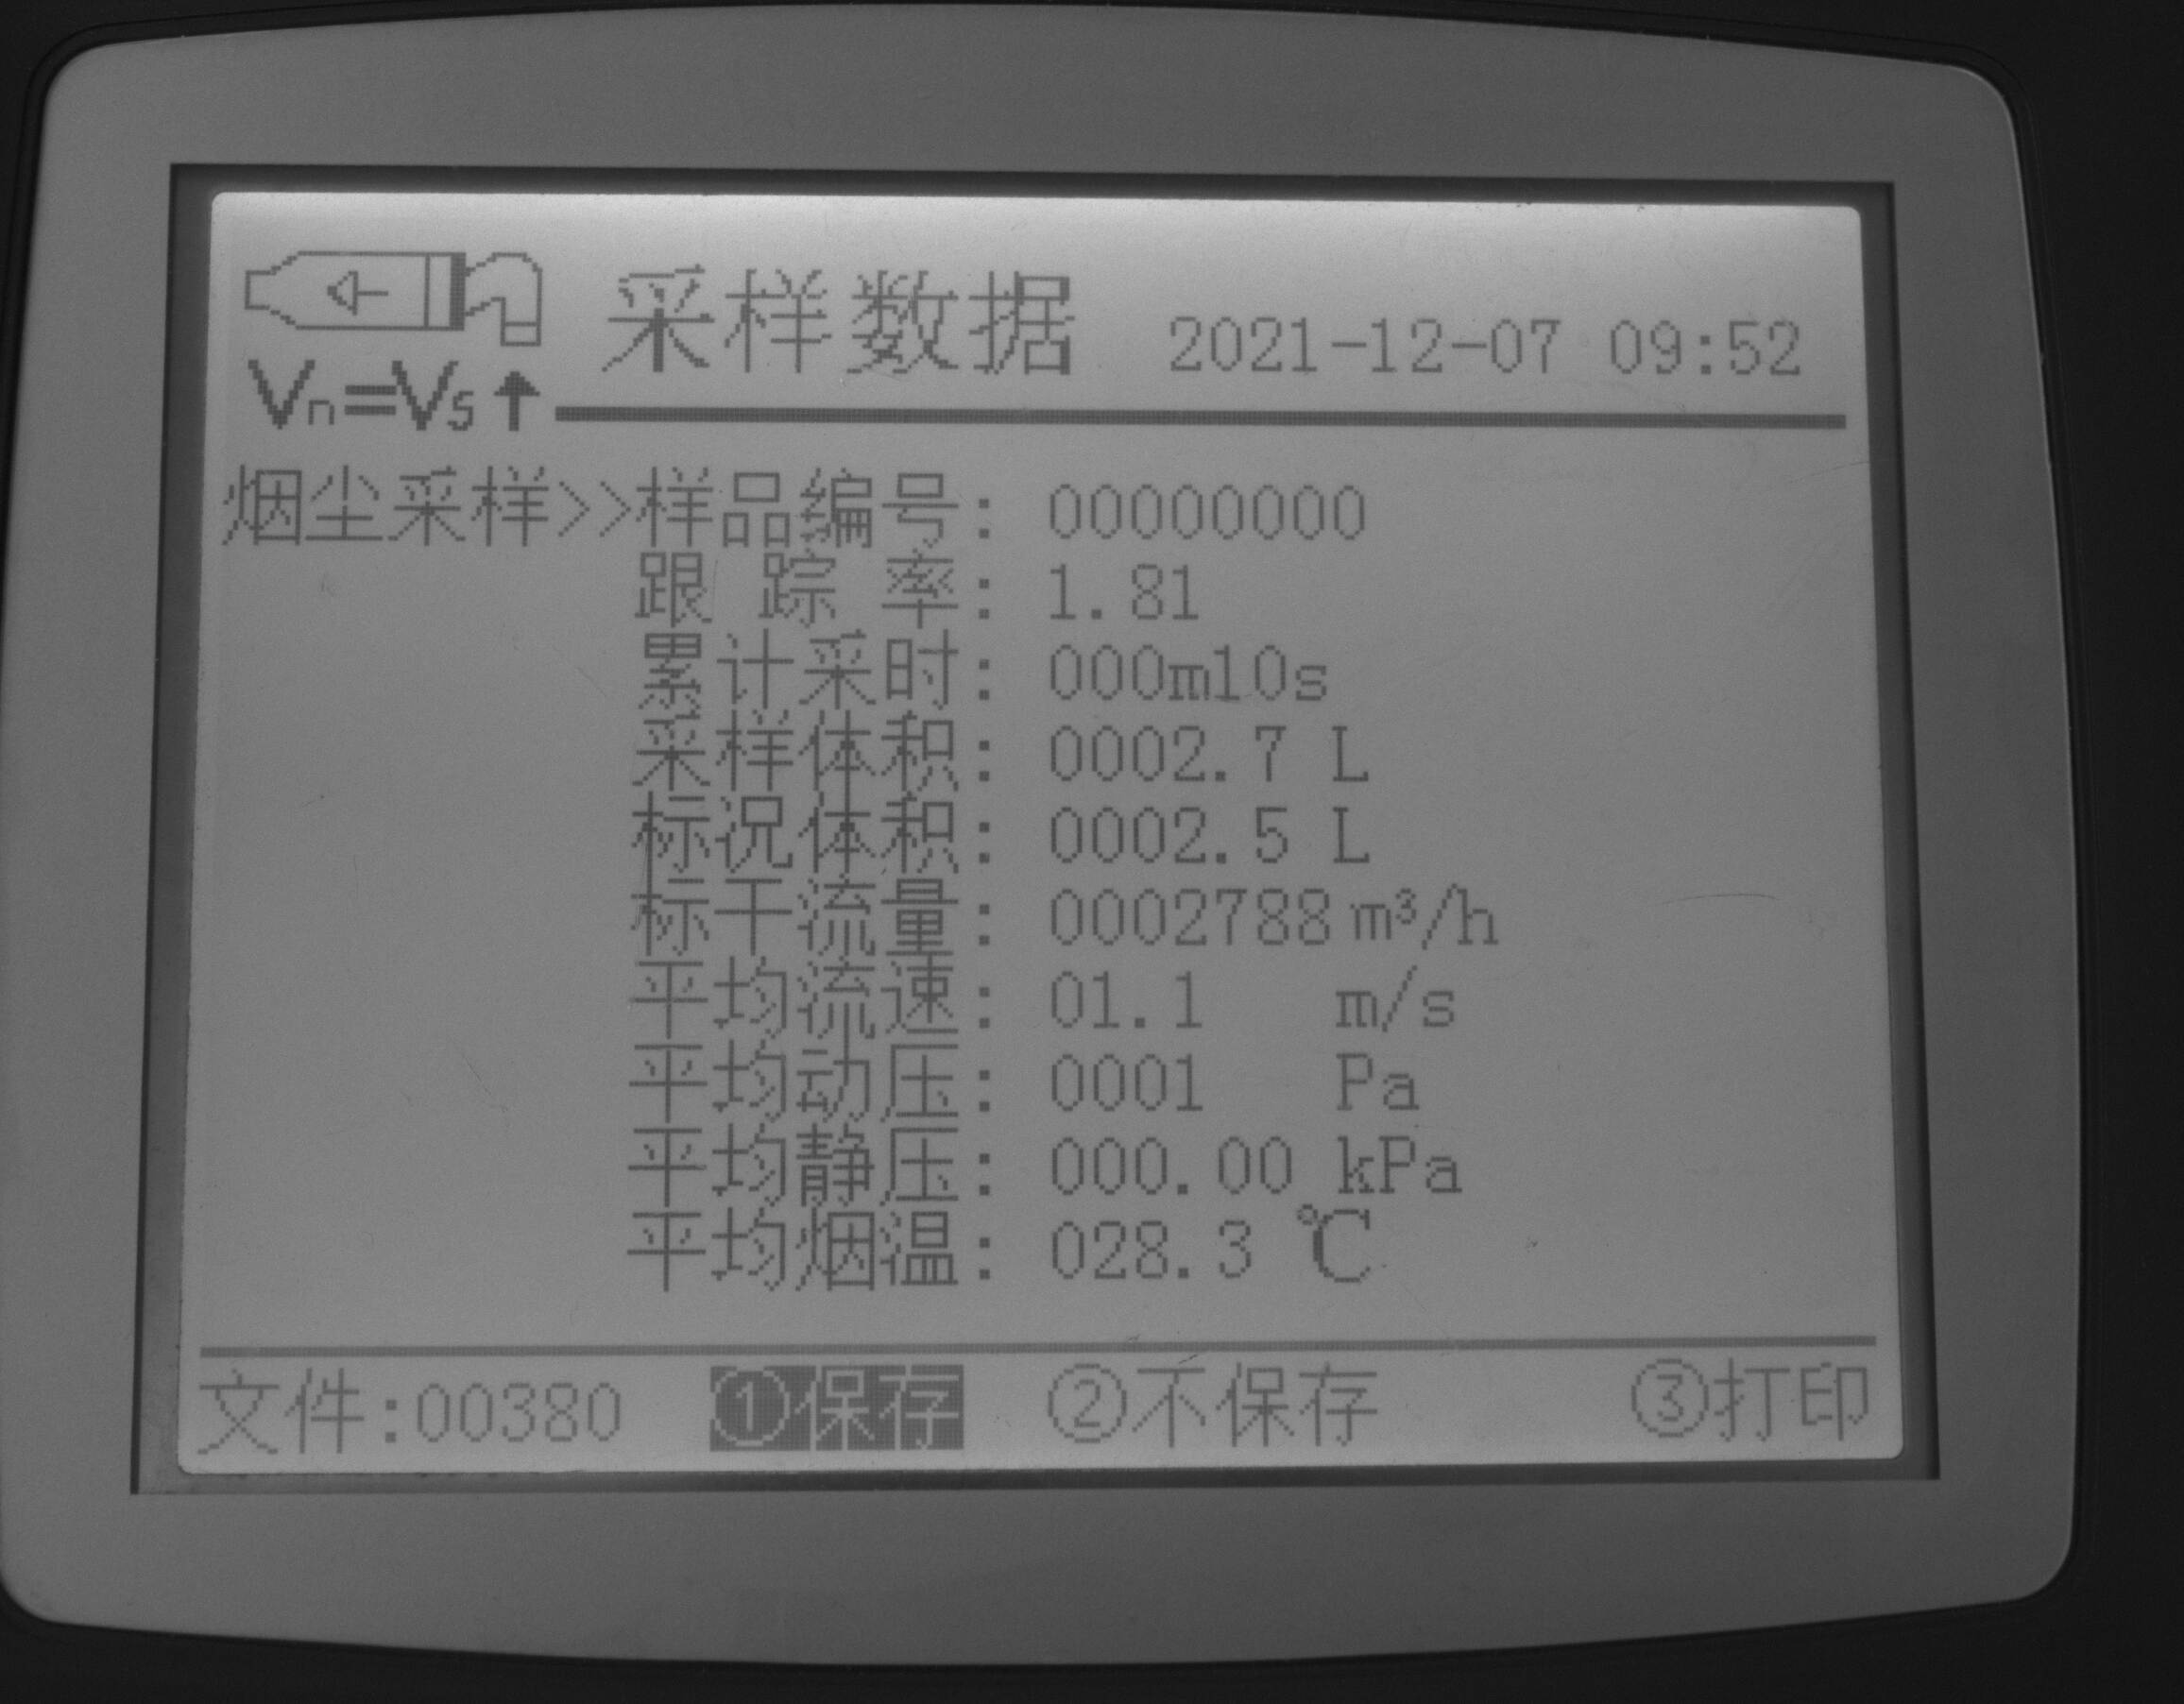 采样数据 2021-12-07 09:52
Vn=Vs↑
烟尘采样>>样品编号: 00000000
跟踪率: 1.81
累计采时: 000m10s
采样体积: 0002.7 L
标况体积: 0002.5 L
标干流量: 0002788 m³/h
平均流速: 01.1 m/s
平均动压: 0001 Pa
平均静压: 000.00 kPa
平均烟温: 028.3 ℃
文件:00380 ①保存 ②不保存 ③打印